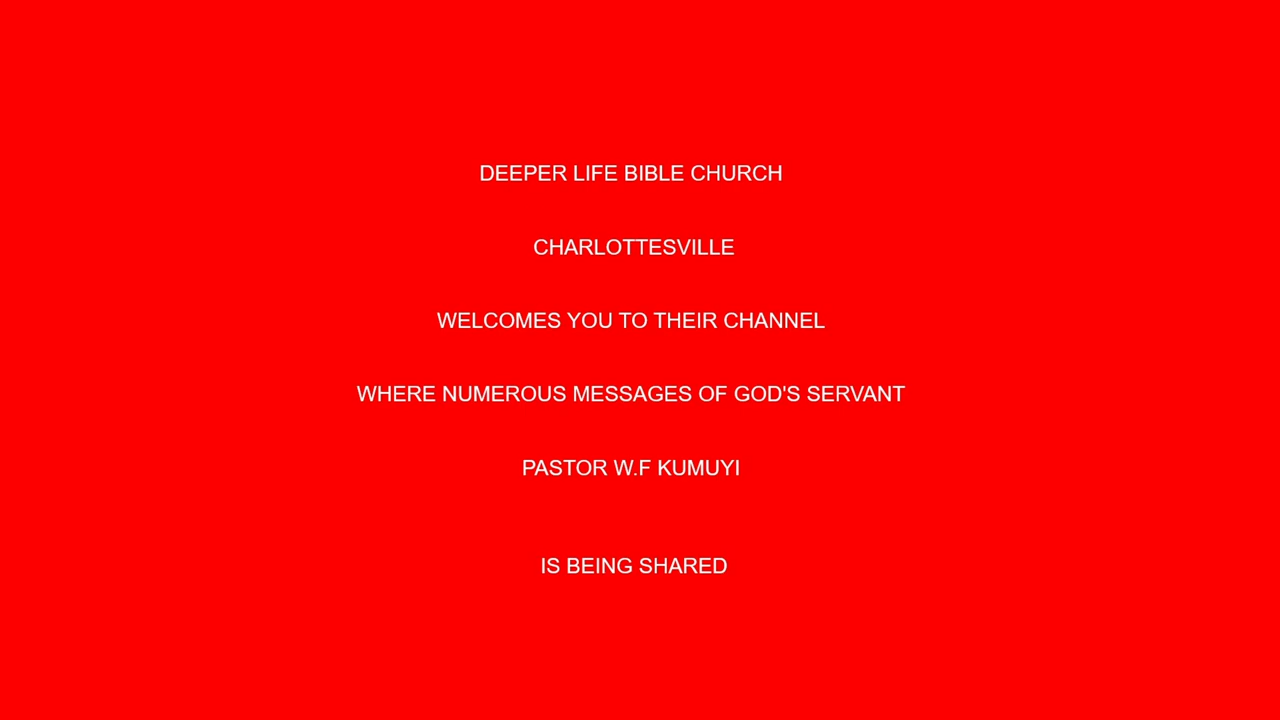 DEEPER LIFE BIBLE CHURCH
CHARLOTTESVILLE
WELCOMES YOU TO THEIR CHANNEL
WHERE NUMEROUS MESSAGES OF GOD'S SERVANT
PASTOR W.F KUMUYI
IS BEING SHARED